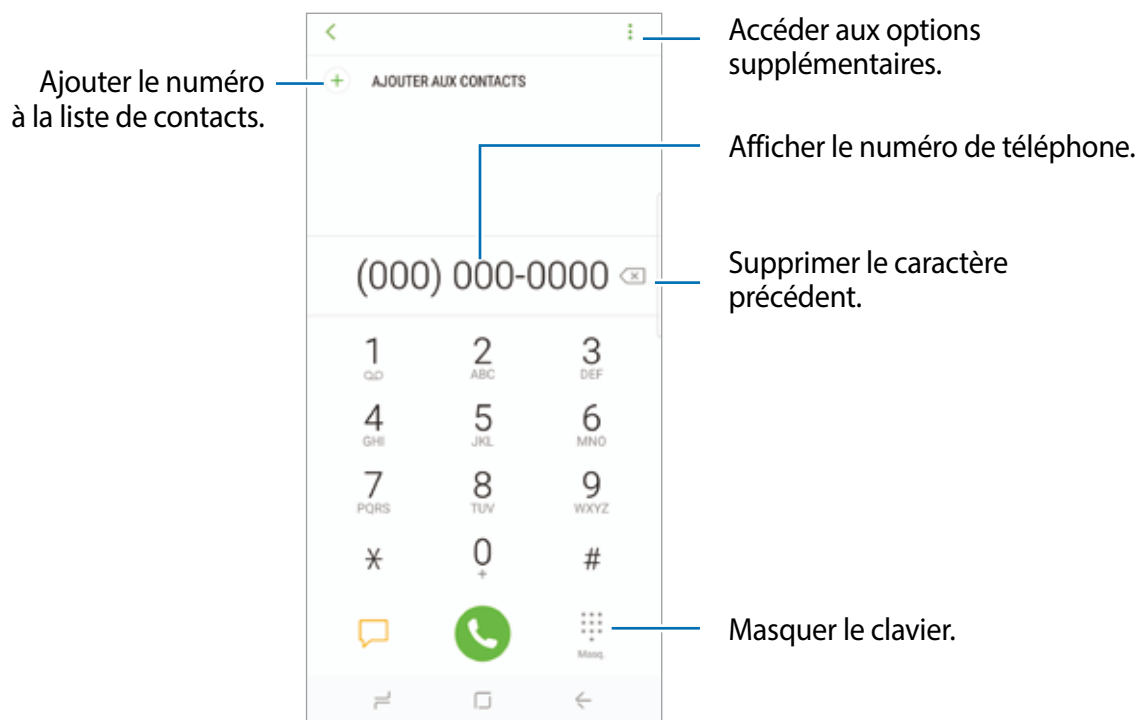 Accéder aux options
supplémentaires.
AJOUTER AUX CONTACTS
Ajouter le numéro
à la liste de contacts.
Afficher le numéro de téléphone.
(000) 000-0000
Supprimer le caractère
précédent.
1 2 3
ABC DEF
4 5 6
GHI JKL MNO
7 8 9
PQRS TUV WXYZ
* 0 #
+
Masquer le clavier.
Masq.